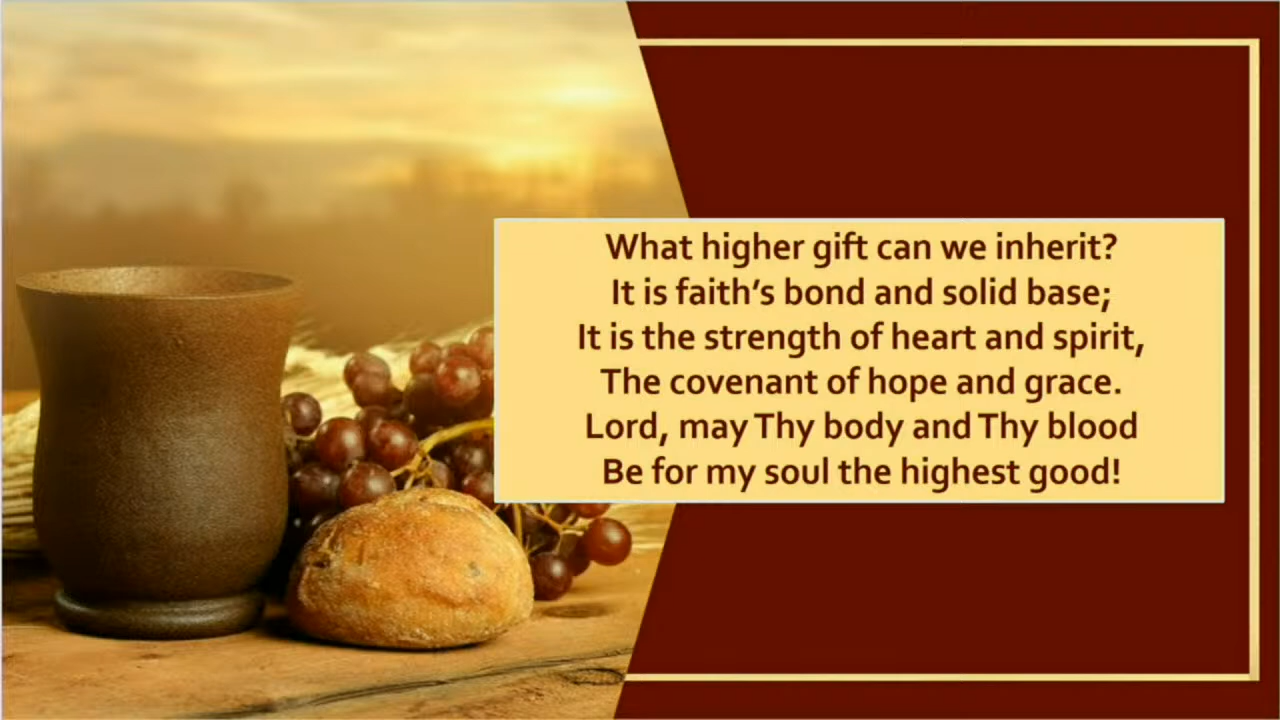 What higher gift can we inherit?
It is faith's bond and solid base;
It is the strength of heart and spirit,
The covenant of hope and grace.
Lord, may Thy body and Thy blood
Be for my soul the highest good!